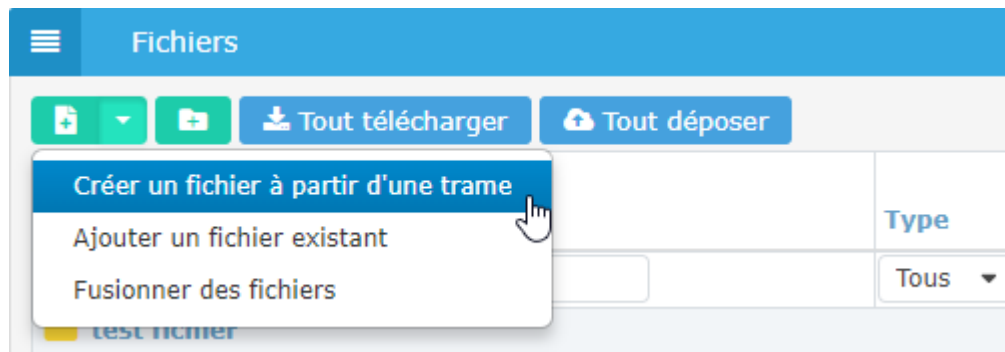 Fichiers
Tout télécharger
Tout déposer
Créer un fichier à partir d'une trame
Ajouter un fichier existant
Fusionner des fichiers
Type
Tous
test fichier